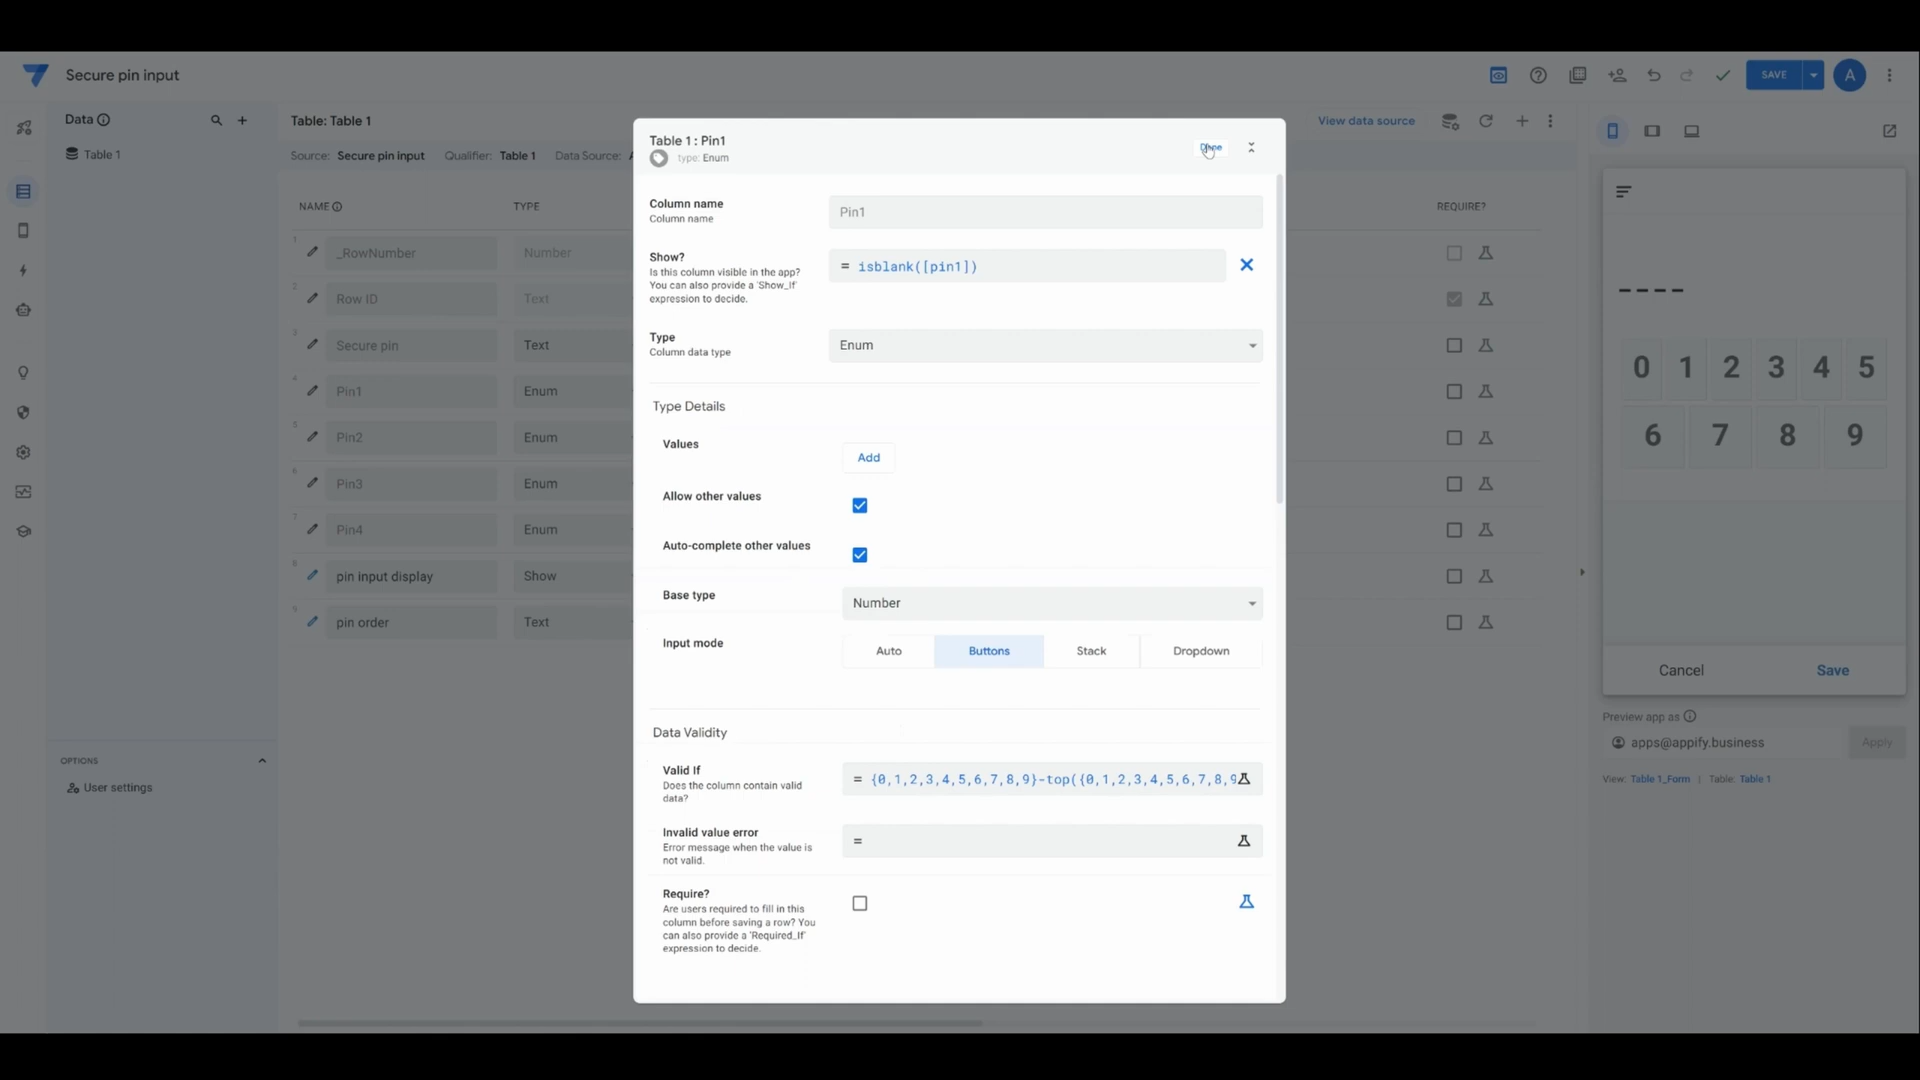 Secure pin input
SAVE
A
Data
Table 1
Table: Table 1
View data source
Source: Secure pin input Qualifier: Table 1 Data Source:
NAME TYPE REQUIRE?
1 _RowNumber Number
2 Row ID Text
3 Secure pin Text
4 Pin1 Enum
5 Pin2 Enum
6 Pin3 Enum
7 Pin4 Enum
8 pin input display Show
9 pin order Text
OPTIONS
User settings
Table 1 : Pin1
type: Enum
Done
Column name
Column name
Pin1
Show?
Is this column visible in the app?
You can also provide a 'Show_If'
expression to decide.
= isblank([pin1])
Type
Column data type
Enum
Type Details
Values
Add
Allow other values
Auto-complete other values
Base type
Number
Input mode
Auto Buttons Stack Dropdown
Data Validity
Valid If
Does the column contain valid
data?
= {0,1,2,3,4,5,6,7,8,9}-top({0,1,2,3,4,5,6,7,8,9
Invalid value error
Error message when the value is
not valid.
=
Require?
Are users required to fill in this
column before saving a row? You
can also provide a 'Required_If'
expression to decide.
_ _ _ _
0 1 2 3 4 5
6 7 8 9
Cancel Save
Preview app as
apps@appify.business
Apply
View: Table 1_Form | Table: Table 1